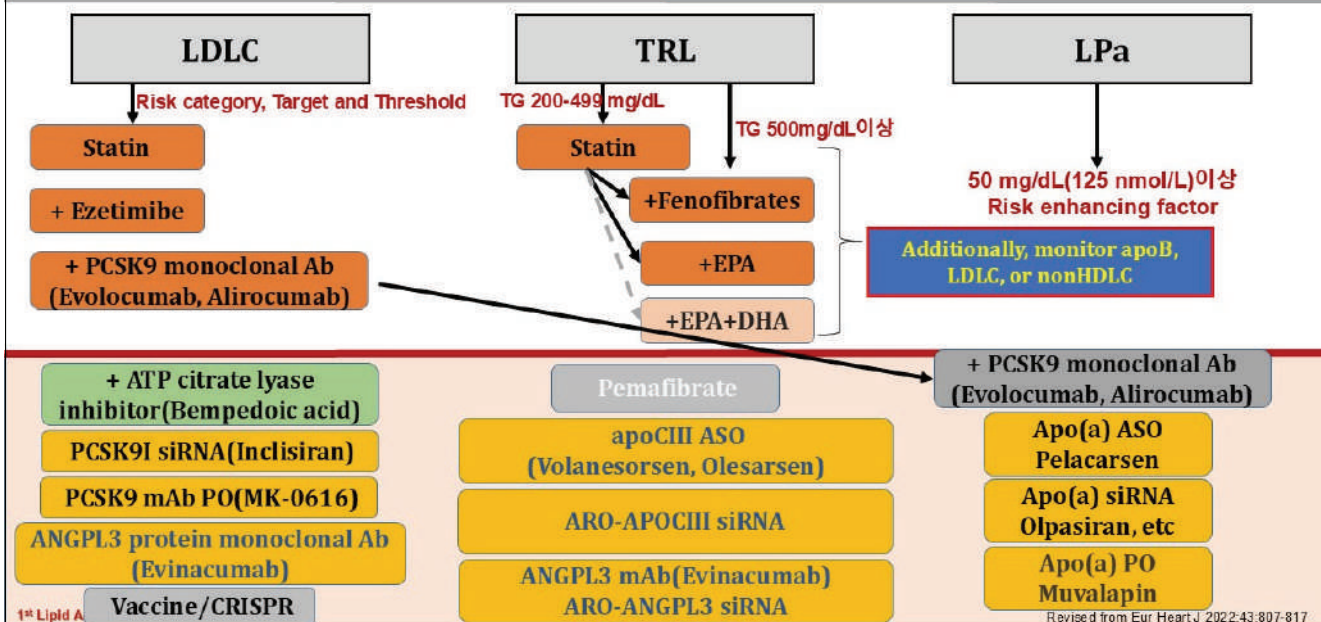 LDLC
TRL
LPa
Risk category, Target and Threshold
Statin
+ Ezetimibe
+ PCSK9 monoclonal Ab
(Evolocumab, Alirocumab)
TG 200-499 mg/dL
TG 500mg/dL이상
Statin
+Fenofibrates
+EPA
+EPA+DHA
50 mg/dL(125 nmol/L)이상
Risk enhancing factor
Additionally, monitor apoB,
LDLC, or nonHDLC
+ ATP citrate lyase
inhibitor(Bempedoic acid)
PCSK9I siRNA(Inclisiran)
PCSK9 mAb PO(MK-0616)
ANGPL3 protein monoclonal Ab
(Evinacumab)
Vaccine/CRISPR
Pemafibrate
apoCIII ASO
(Volanesorsen, Olesarsen)
ARO-APOCIII siRNA
ANGPL3 mAb(Evinacumab)
ARO-ANGPL3 siRNA
+ PCSK9 monoclonal Ab
(Evolocumab, Alirocumab)
Apo(a) ASO
Pelacarsen
Apo(a) siRNA
Olpasiran, etc
Apo(a) PO
Muvalapin
1st Lipid A
Revised from Eur Heart J 2022:43:807-817